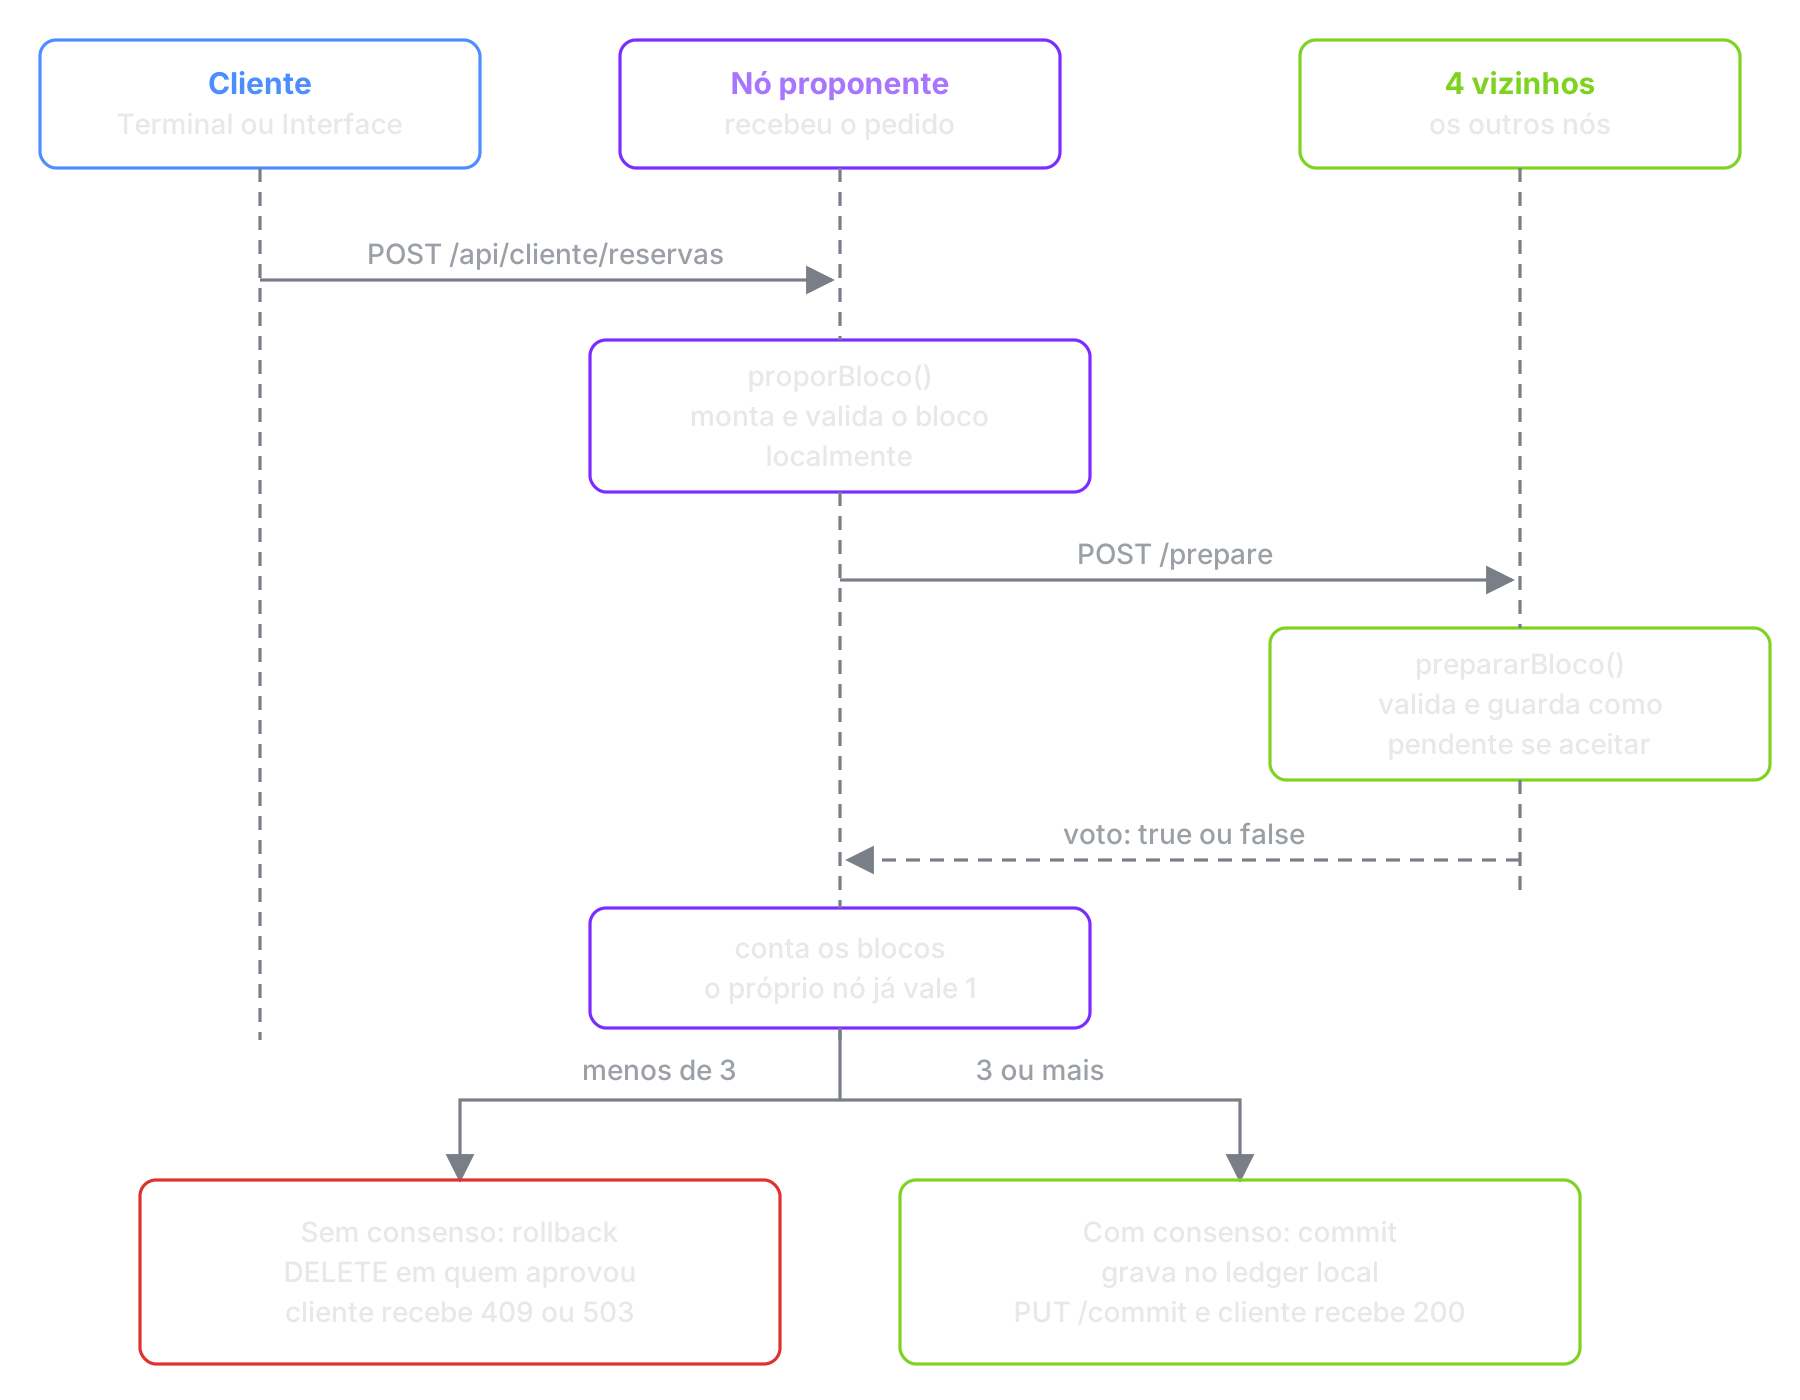 Cliente
Terminal ou Interface
Nó proponente
recebeu o pedido
4 vizinhos
os outros nós
POST /api/cliente/reservas
proporBloco()
monta e valida o bloco
localmente
POST /prepare
prepararBloco()
valida e guarda como
pendente se aceitar
voto: true ou false
conta os blocos
o próprio nó já vale 1
menos de 3
3 ou mais
Sem consenso: rollback
DELETE em quem aprovou
cliente recebe 409 ou 503
Com consenso: commit
grava no ledger local
PUT /commit e cliente recebe 200